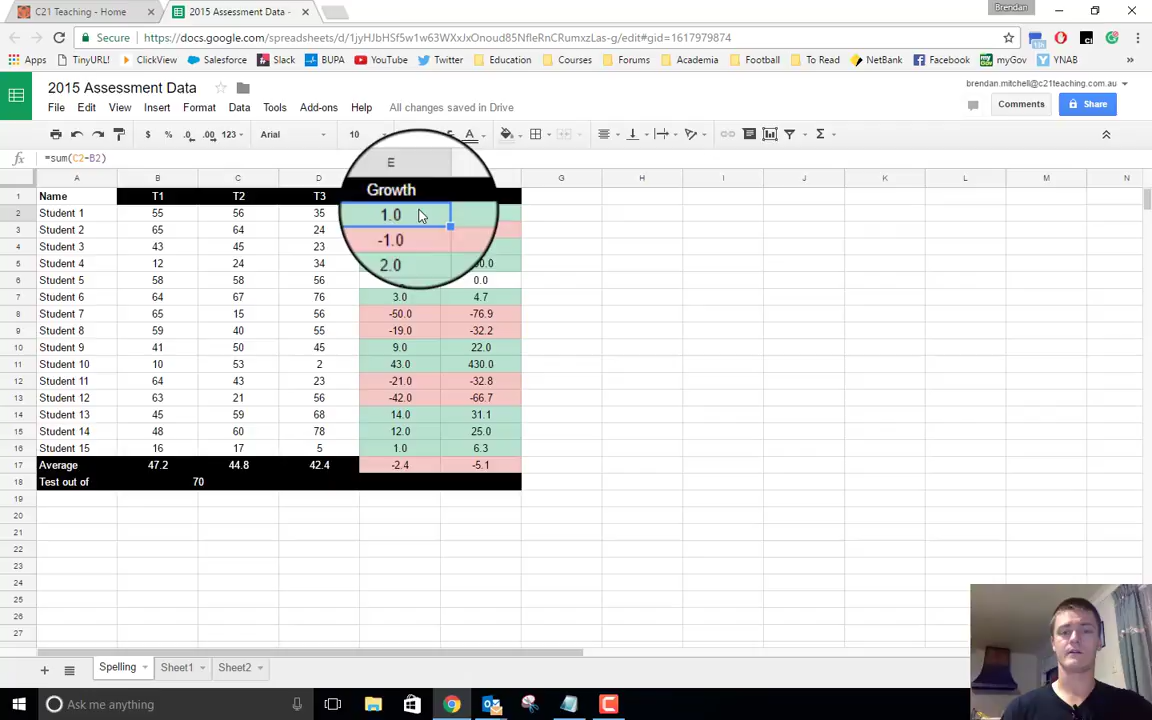 Brendan
C21 Teaching - Home
2015 Assessment Data -
Secure
https://docs.google.com/spreadsheets/d/1jyHJbHSf5t1w63WXxJxOnoud85NfleRnCRumxzLas-g/edit#gid=1617979874
Apps TinyURL! ClickView Salesforce Slack BUPA YouTube Twitter Education Courses Forums Academia Football To Read NetBank Facebook myGov YNAB
2015 Assessment Data
brendan.mitchell@c21teaching.com.au
File Edit View Insert Format Data Tools Add-ons Help All changes saved in Drive
Comments Share
$ % .0 .00 123 Arial 10
=sum(C2-B2)
A B C D E G H I J K L M N
1 Name T1 T2 T3 Growth
2 Student 1 55 56 35 1.0
3 Student 2 65 64 24 -1.0
4 Student 3 43 45 23 2.0
5 Student 4 12 24 34
6 Student 5 58 58 56 0.0
7 Student 6 64 67 76 3.0 4.7
8 Student 7 65 15 56 -50.0 -76.9
9 Student 8 59 40 55 -19.0 -32.2
10 Student 9 41 50 45 9.0 22.0
11 Student 10 10 53 2 43.0 430.0
12 Student 11 64 43 23 -21.0 -32.8
13 Student 12 63 21 56 -42.0 -66.7
14 Student 13 45 59 68 14.0 31.1
15 Student 14 48 60 78 12.0 25.0
16 Student 15 16 17 5 1.0 6.3
17 Average 47.2 44.8 42.4 -2.4 -5.1
18 Test out of 70
19
20
21
22
23
24
25
26
27
Spelling Sheet1 Sheet2
Ask me anything